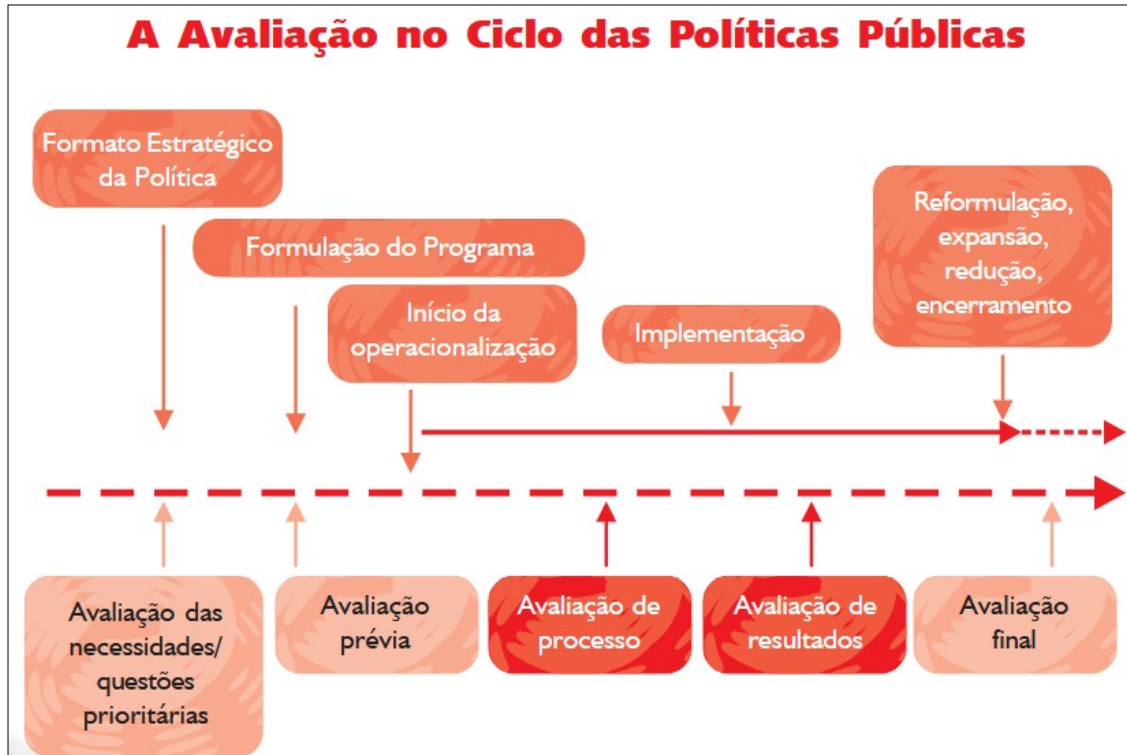 A Avaliação no Ciclo das Políticas Públicas
Formato Estratégico
da Política
Formulação do Programa
Início da
operacionalização
Implementação
Reformulação,
expansão,
redução,
encerramento
Avaliação das
necessidades/
questões
prioritárias
Avaliação
prévia
Avaliação de
processo
Avaliação de
resultados
Avaliação
final